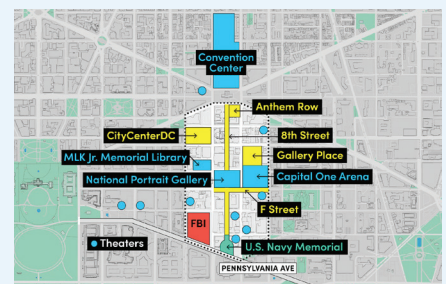 Convention
Center
Anthem Row
CityCenterDC
8th Street
MLK Jr. Memorial Library
Gallery Place
National Portrait Gallery
Capital One Arena
F Street
FBI
Theaters
U.S. Navy Memorial
PENNSYLVANIA AVE